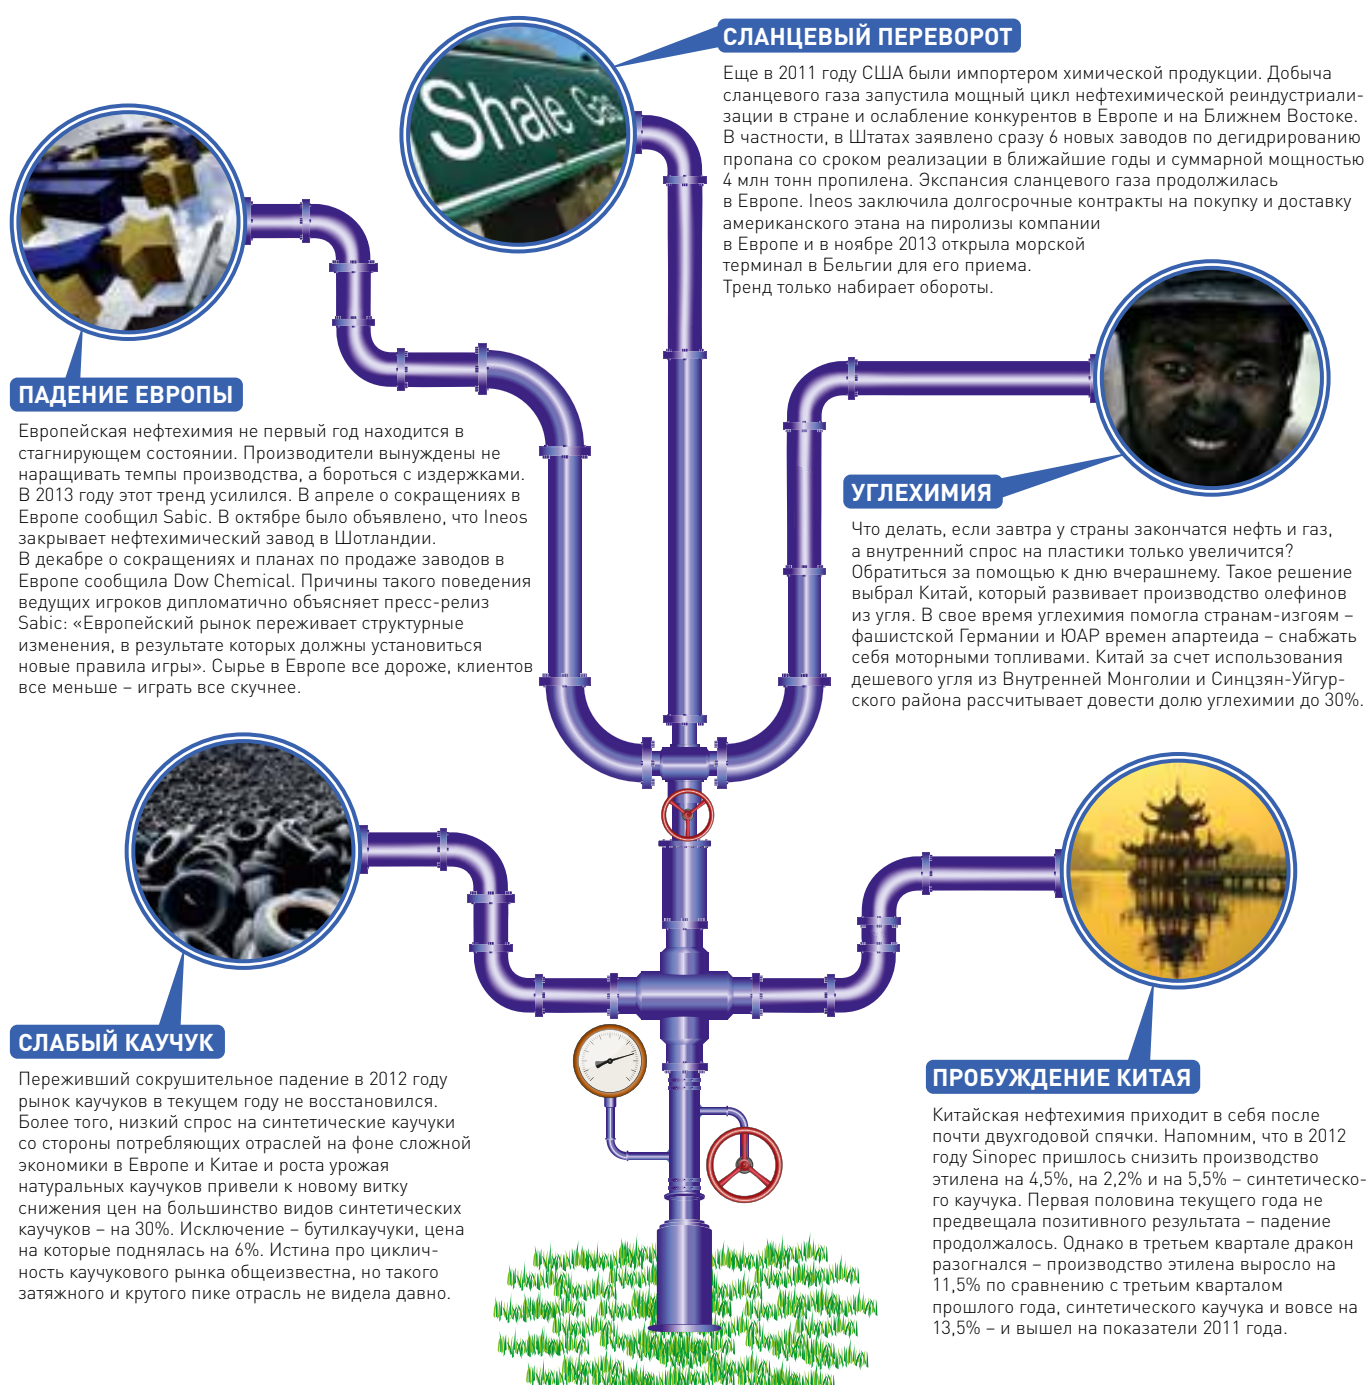 СЛАНЦЕВЫЙ ПЕРЕВОРОТ
Еще в 2011 году США были импортером химической продукции. Добыча
сланцевого газа запустила мощный цикл нефтехимической реиндустриали-
зации в стране и ослабление конкурентов в Европе и на Ближнем Востоке.
В частности, в Штатах заявлено сразу 6 новых заводов по дегидрированию
пропана со сроком реализации в ближайшие годы и суммарной мощностью
4 млн тонн пропилена. Экспансия сланцевого газа продолжилась
в Европе. Ineos заключила долгосрочные контракты на покупку и доставку
американского этана на пиролизы компании
в Европе и в ноябре 2013 открыла морской
терминал в Бельгии для его приема.
Тренд только набирает обороты.
Shale Gas
ПАДЕНИЕ ЕВРОПЫ
Европейская нефтехимия не первый год находится в
стагнирующем состоянии. Производители вынуждены не
наращивать темпы производства, а бороться с издержками.
В 2013 году этот тренд усилился. В апреле о сокращениях в
Европе сообщил Sabic. В октябре было объявлено, что Ineos
закрывает нефтехимический завод в Шотландии.
В декабре о сокращениях и планах по продаже заводов в
Европе сообщила Dow Chemical. Причины такого поведения
ведущих игроков дипломатично объясняет пресс-релиз
Sabic: «Европейский рынок переживает структурные
изменения, в результате которых должны установиться
новые правила игры». Сырье в Европе все дороже, клиентов
все меньше – играть все скучнее.
УГЛЕХИМИЯ
Что делать, если завтра у страны закончатся нефть и газ,
а внутренний спрос на пластики только увеличится?
Обратиться за помощью к дню вчерашнему. Такое решение
выбрал Китай, который развивает производство олефинов
из угля. В свое время углехимия помогла странам-изгоям –
фашистской Германии и ЮАР времен апартеида – снабжать
себя моторными топливами. Китай за счет использования
дешевого угля из Внутренней Монголии и Синцзян-Уйгур-
ского района рассчитывает довести долю углехимии до 30%.
СЛАБЫЙ КАУЧУК
Переживший сокрушительное падение в 2012 году
рынок каучуков в текущем году не восстановился.
Более того, низкий спрос на синтетические каучуки
со стороны потребляющих отраслей на фоне сложной
экономики в Европе и Китае и роста урожая
натуральных каучуков привели к новому витку
снижения цен на большинство видов синтетических
каучуков – на 30%. Исключение – бутилкаучуки, цена
на которые поднялась на 6%. Истина про циклич-
ность каучукового рынка общеизвестна, но такого
затяжного и крутого пике отрасль не видела давно.
ПРОБУЖДЕНИЕ КИТАЯ
Китайская нефтехимия приходит в себя после
почти двухгодовой спячки. Напомним, что в 2012
году Sinopec пришлось снизить производство
этилена на 4,5%, на 2,2% и на 5,5% – синтетическо-
го каучука. Первая половина текущего года не
предвещала позитивного результата – падение
продолжалось. Однако в третьем квартале дракон
разогнался – производство этилена выросло на
11,5% по сравнению с третьим кварталом
прошлого года, синтетического каучука и вовсе на
13,5% – и вышел на показатели 2011 года.